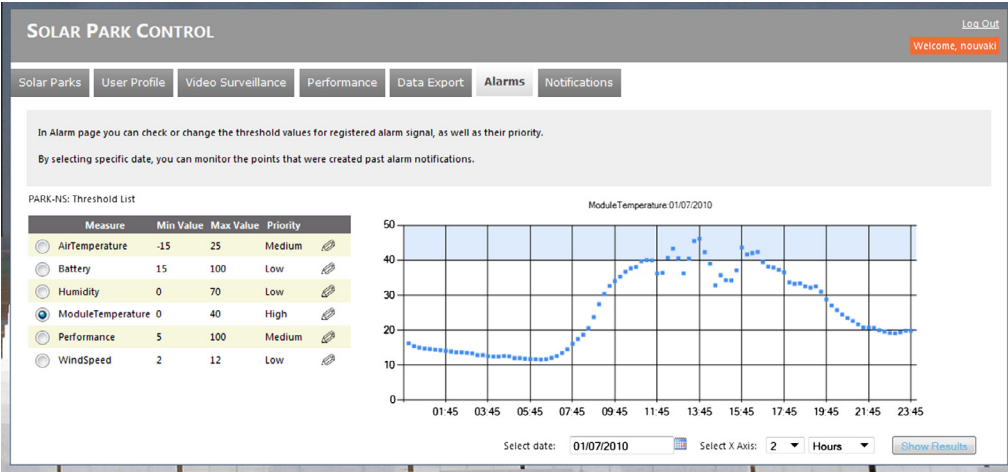 SOLAR PARK CONTROL
Log Out
Welcome, nouvaki
Solar Parks User Profile Video Surveillance Performance Data Export Alarms Notifications
In Alarm page you can check or change the threshold values for registered alarm signal, as well as their priority.
By selecting specific date, you can monitor the points that were created past alarm notifications.
PARK-NS: Threshold List
Measure Min Value Max Value Priority
AirTemperature -15 25 Medium
Battery 15 100 Low
Humidity 0 70 Low
ModuleTemperature 0 40 High
Performance 5 100 Medium
WindSpeed 2 12 Low
ModuleTemperature:01/07/2010
50
40
30
20
10
0
01:45 03:45 05:45 07:45 09:45 11:45 13:45 15:45 17:45 19:45 21:45 23:45
Select date: 01/07/2010 Select X Axis: 2 Hours Show Results